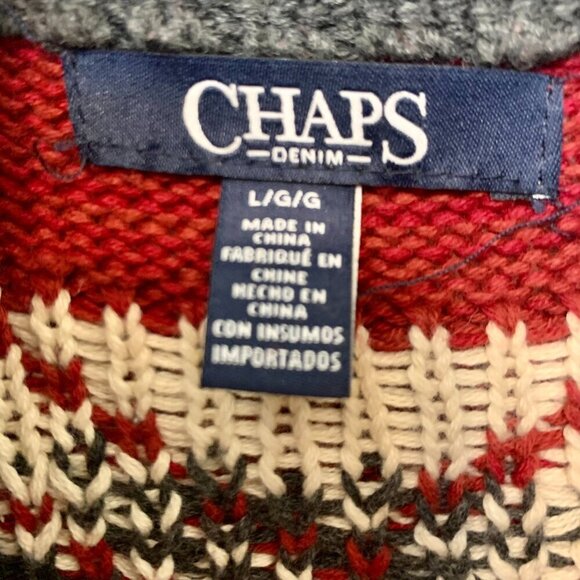 CHAPS
DENIM
L/G/G
MADE IN
CHINA
FABRIQUÉ EN
CHINE
HECHO EN
CHINA
CON INSUMOS
IMPORTADOS